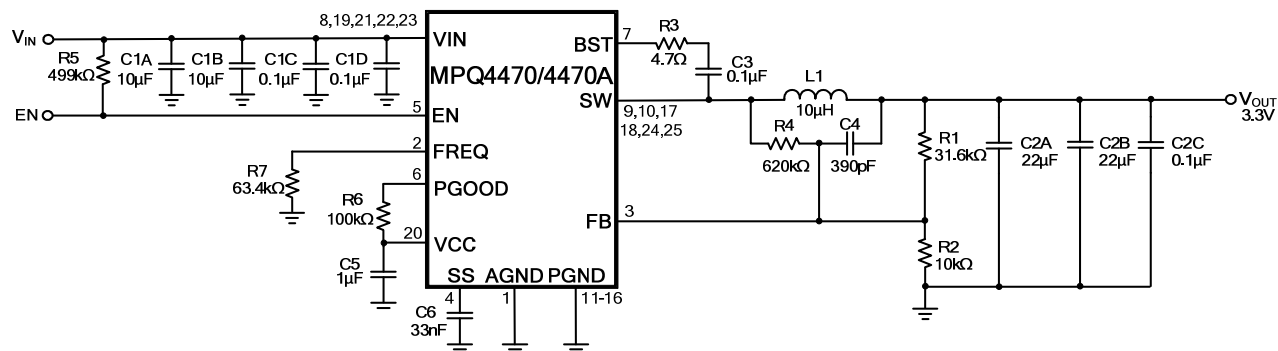 8,19,21,22,23
VIN
VIN
R5
499kΩ
C1A
10µF
C1B
10µF
C1C
0.1µF
C1D
0.1µF
MPQ4470/4470A
BST
7
R3
4.7Ω
C3
0.1µF
SW
9,10,17
18,24,25
L1
10µH
VOUT
3.3V
EN
5
EN
2
FREQ
R7
63.4kΩ
6
PGOOD
R6
100kΩ
20
VCC
C5
1µF
R4
620kΩ
C4
390pF
R1
31.6kΩ
C2A
22µF
C2B
22µF
C2C
0.1µF
FB
3
R2
10kΩ
SS
AGND
PGND
4
1
11-16
C6
33nF